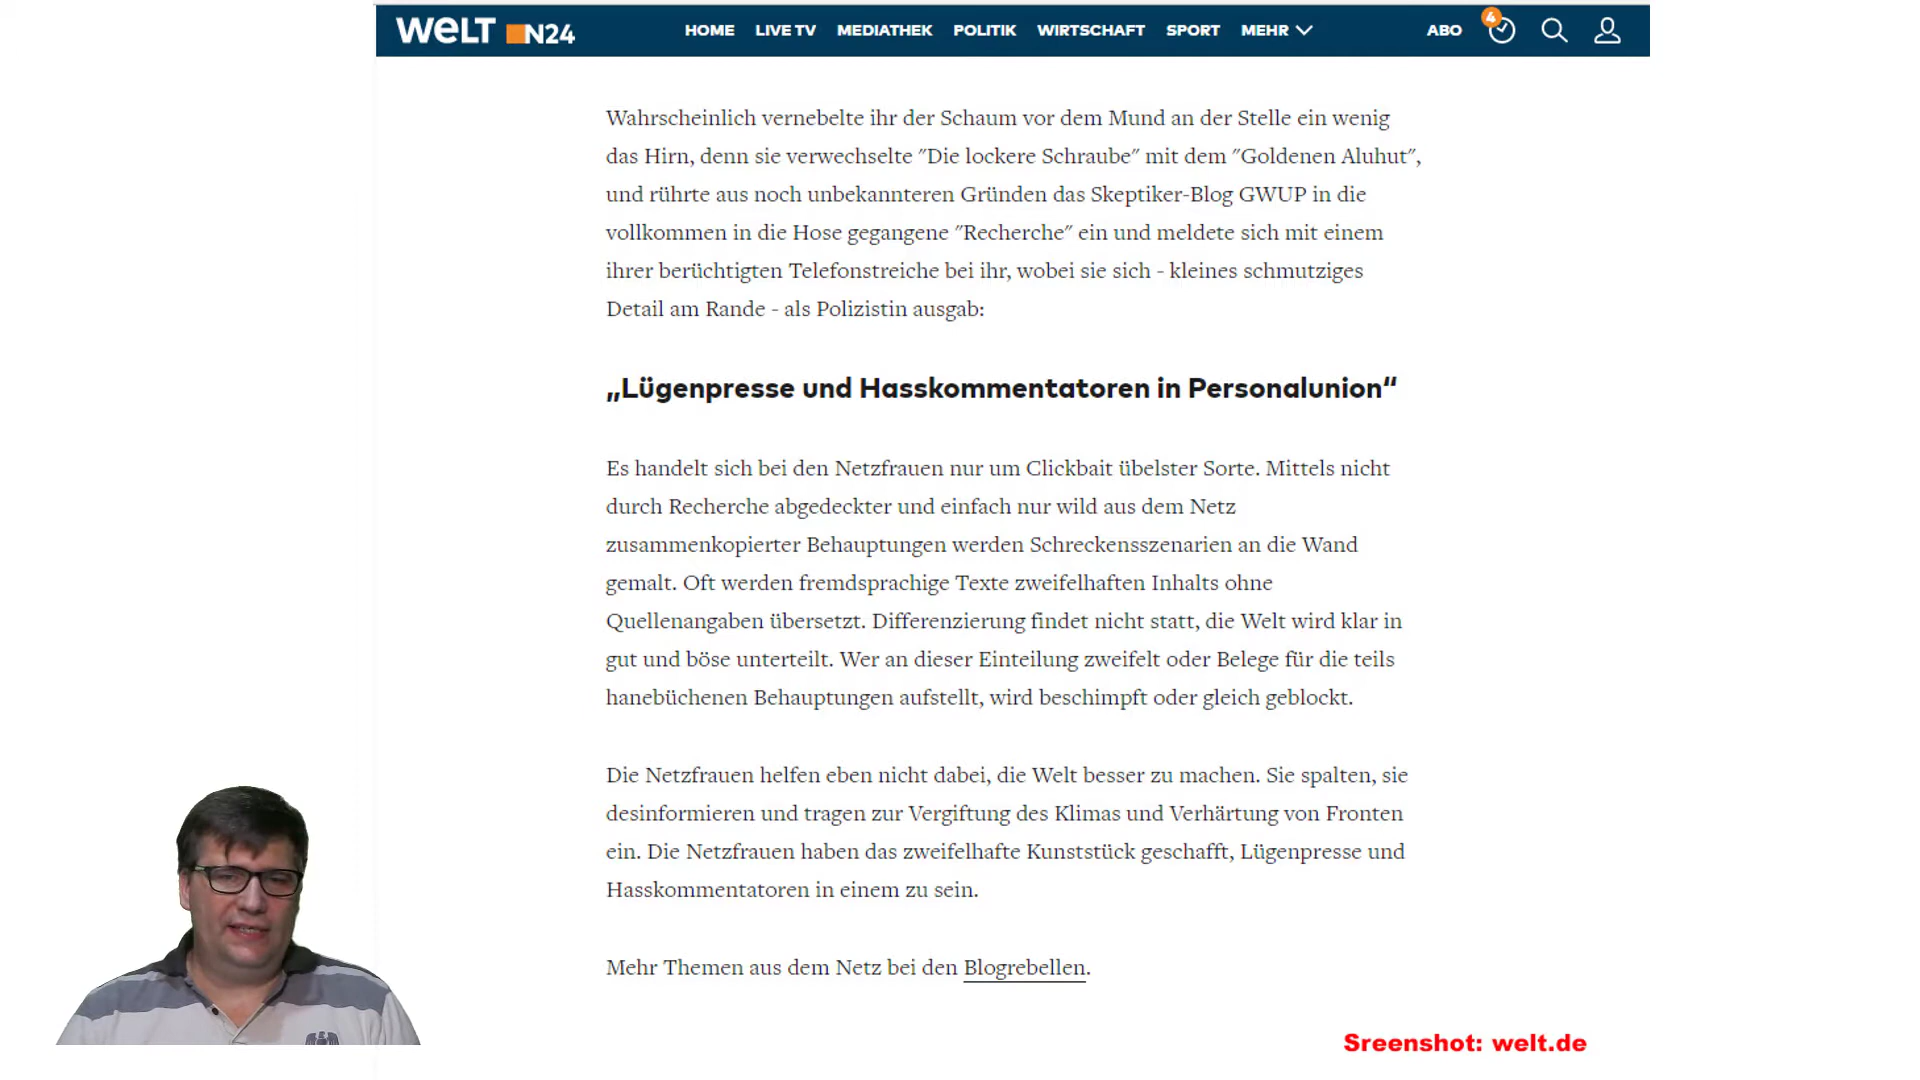 WELT N24 HOME LIVE TV MEDIATHEK POLITIK WIRTSCHAFT SPORT MEHR ABO 4
Wahrscheinlich vernebelte ihr der Schaum vor dem Mund an der Stelle ein wenig
das Hirn, denn sie verwechselte "Die lockere Schraube" mit dem "Goldenen Aluhut",
und rührte aus noch unbekannteren Gründen das Skeptiker-Blog GWUP in die
vollkommen in die Hose gegangene "Recherche" ein und meldete sich mit einem
ihrer berüchtigten Telefonstreiche bei ihr, wobei sie sich - kleines schmutziges
Detail am Rande - als Polizistin ausgab:
„Lügenpresse und Hasskommentatoren in Personalunion“
Es handelt sich bei den Netzfrauen nur um Clickbait übelster Sorte. Mittels nicht
durch Recherche abgedeckter und einfach nur wild aus dem Netz
zusammenkopierter Behauptungen werden Schreckensszenarien an die Wand
gemalt. Oft werden fremdsprachige Texte zweifelhaften Inhalts ohne
Quellenangaben übersetzt. Differenzierung findet nicht statt, die Welt wird klar in
gut und böse unterteilt. Wer an dieser Einteilung zweifelt oder Belege für die teils
hanebüchenen Behauptungen aufstellt, wird beschimpft oder gleich geblockt.
Die Netzfrauen helfen eben nicht dabei, die Welt besser zu machen. Sie spalten, sie
desinformieren und tragen zur Vergiftung des Klimas und Verhärtung von Fronten
ein. Die Netzfrauen haben das zweifelhafte Kunststück geschafft, Lügenpresse und
Hasskommentatoren in einem zu sein.
Mehr Themen aus dem Netz bei den Blogrebellen.
Sreenshot: welt.de